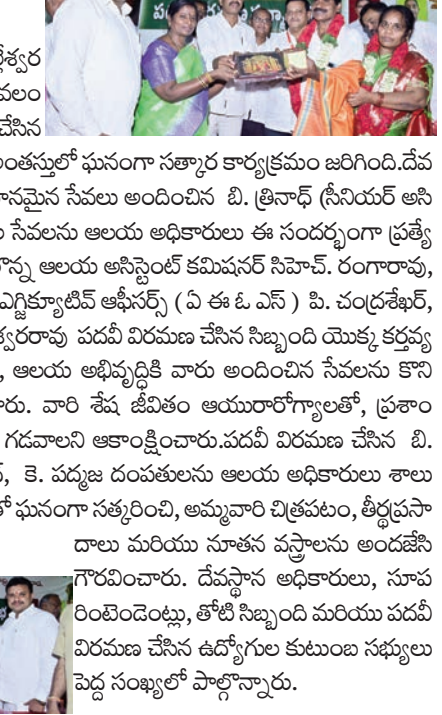 శ్వర
వలం
చేసిన
ంతస్తులో ఘనంగా సత్కార కార్యక్రమం జరిగింది.దేవ
నమైన సేవలు అందించిన బి. త్రినాధ్ (సీనియర్ అసి
సేవలను ఆలయ అధికారులు ఈ సందర్భంగా ప్రత్యే
గొన్న ఆలయ అసిస్టెంట్ కమిషనర్ సిహెచ్. రంగారావు,
ఎగ్జిక్యూటివ్ ఆఫీసర్స్ ( ఏ ఈ ఓ ఎస్ ) పి. చంద్రశేఖర్,
శ్వరరావు పదవీ విరమణ చేసిన సిబ్బంది యొక్క కర్తవ్య
, ఆలయ అభివృద్ధికి వారు అందించిన సేవలను కొని
రు. వారి శేష జీవితం ఆయురారోగ్యాలతో, ప్రశాం
గడవాలని ఆకాంక్షించారు.పదవీ విరమణ చేసిన బి.
, కె. పద్మజ దంపతులను ఆలయ అధికారులు శాలు
తో ఘనంగా సత్కరించి, అమ్మవారి చిత్రపటం, తీర్థప్రసా
దాలు మరియు నూతన వస్త్రాలను అందజేసి
గౌరవించారు. దేవస్థాన అధికారులు, సూప
రింటెండెంట్లు, తోటి సిబ్బంది మరియు పదవీ
విరమణ చేసిన ఉద్యోగుల కుటుంబ సభ్యులు
పెద్ద సంఖ్యలో పాల్గొన్నారు.